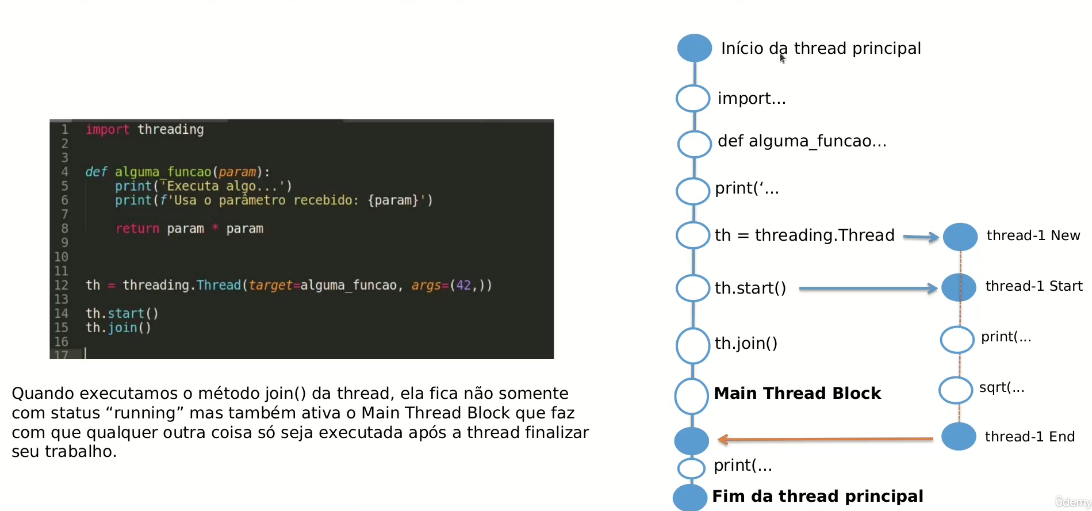 1 import threading
2
3
4 def alguma_funcao(param):
5 print('Executa algo...')
6 print(f'Usa o parâmetro recebido: {param}')
7
8 return param * param
9
10
11
12 th = threading.Thread(target=alguma_funcao, args=(42,))
13
14 th.start()
15 th.join()
16
17
Quando executamos o método join() da thread, ela fica não somente
com status “running” mas também ativa o Main Thread Block que faz
com que qualquer outra coisa só seja executada após a thread finalizar
seu trabalho.
Início da thread principal
import...
def alguma_funcao...
print(‘...
th = threading.Thread
th.start()
th.join()
Main Thread Block
print(...
Fim da thread principal
thread-1 New
thread-1 Start
print(...
sqrt(...
thread-1 End
Udemy